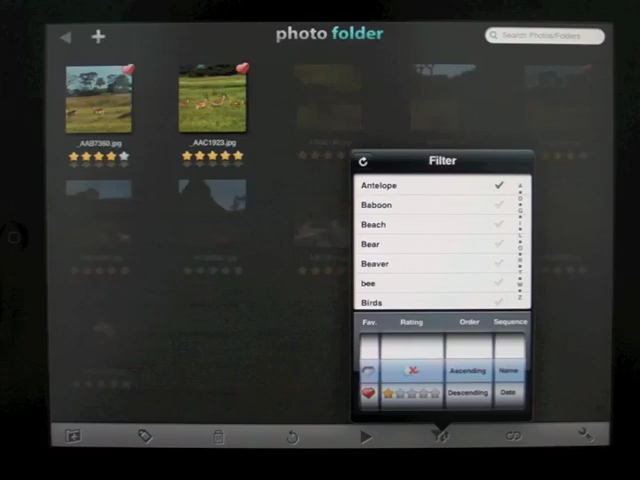 photo folder
Search Photos/Folders
_AAB7360.jpg
_AAC1923.jpg
Filter
Antelope
Baboon
Beach
Bear
Beaver
bee
Birds
Fav. Rating Order Sequence
Ascending Name
Descending Date